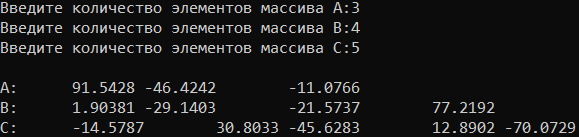 Введите количество элементов массива A:3
Введите количество элементов массива B:4
Введите количество элементов массива C:5
A: 91.5428 -46.4242 -11.0766
B: 1.90381 -29.1403 -21.5737 77.2192
C: -14.5787 30.8033 -45.6283 12.8902 -70.0729